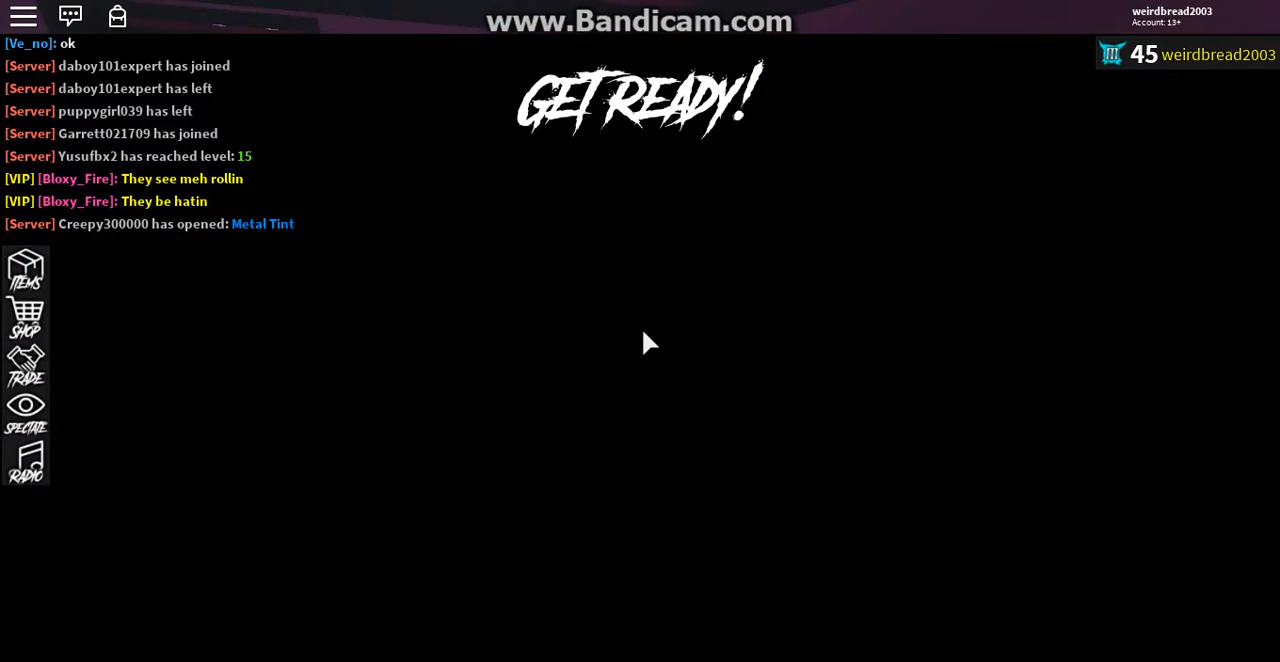 www.Bandicam.com
weirdbread2003
Account: 13+
[Ve_no]: ok
[Server] daboy101expert has joined
[Server] daboy101expert has left
[Server] puppygirl039 has left
[Server] Garrett021709 has joined
[Server] Yusufbx2 has reached level: 15
[VIP] [Bloxy_Fire]: They see meh rollin
[VIP] [Bloxy_Fire]: They be hatin
[Server] Creepy300000 has opened: Metal Tint
GET READY!
III 45 weirdbread2003
ITEMS
SHOP
TRADE
SPECTATE
RADIO